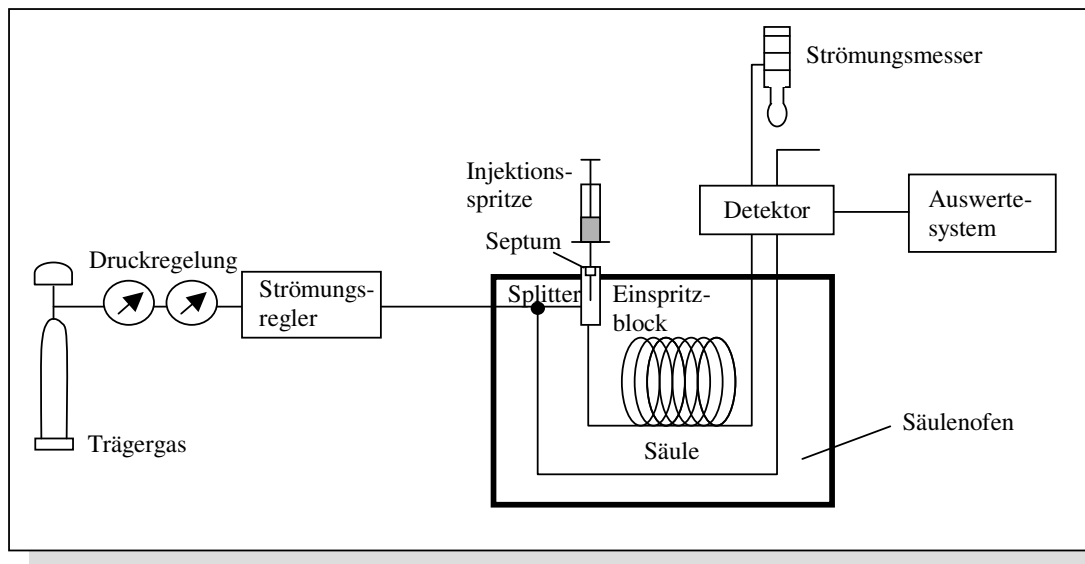 Strömungsmesser
Injektions-
spritze
Septum
Detektor
Auswerte-
system
Druckregelung
Strömungs-
regler
Splitter
Einspritz-
block
Trägergas
Säule
Säulenofen